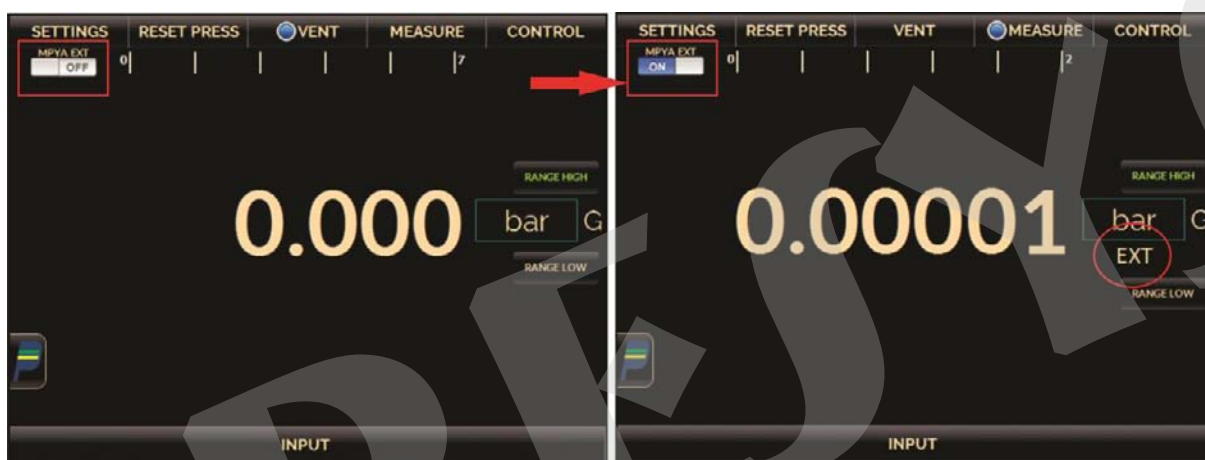 SETTINGS RESET PRESS VENT MEASURE CONTROL
MPYA EXT
OFF
0 7
RANGE HIGH
0.000 bar G
RANGE LOW
INPUT
SETTINGS RESET PRESS VENT MEASURE CONTROL
MPYA EXT
ON
0 2
RANGE HIGH
0.00001 bar G
EXT
RANGE LOW
INPUT
PRESYS